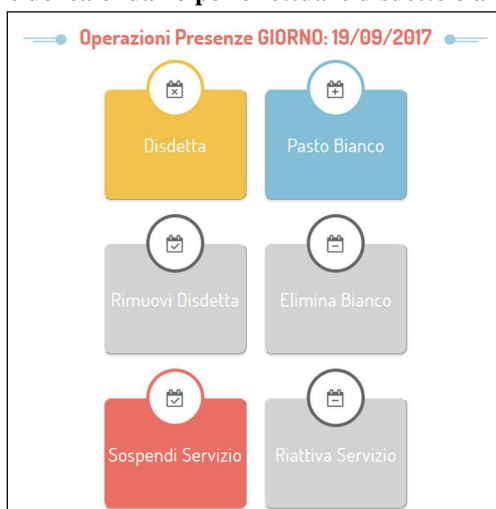 Operazioni Presenze GIORNO: 19/09/2017
Disdetta
Pasto Bianco
Rimuovi Disdetta
Elimina Bianco
Sospendi Servizio
Riattiva Servizio